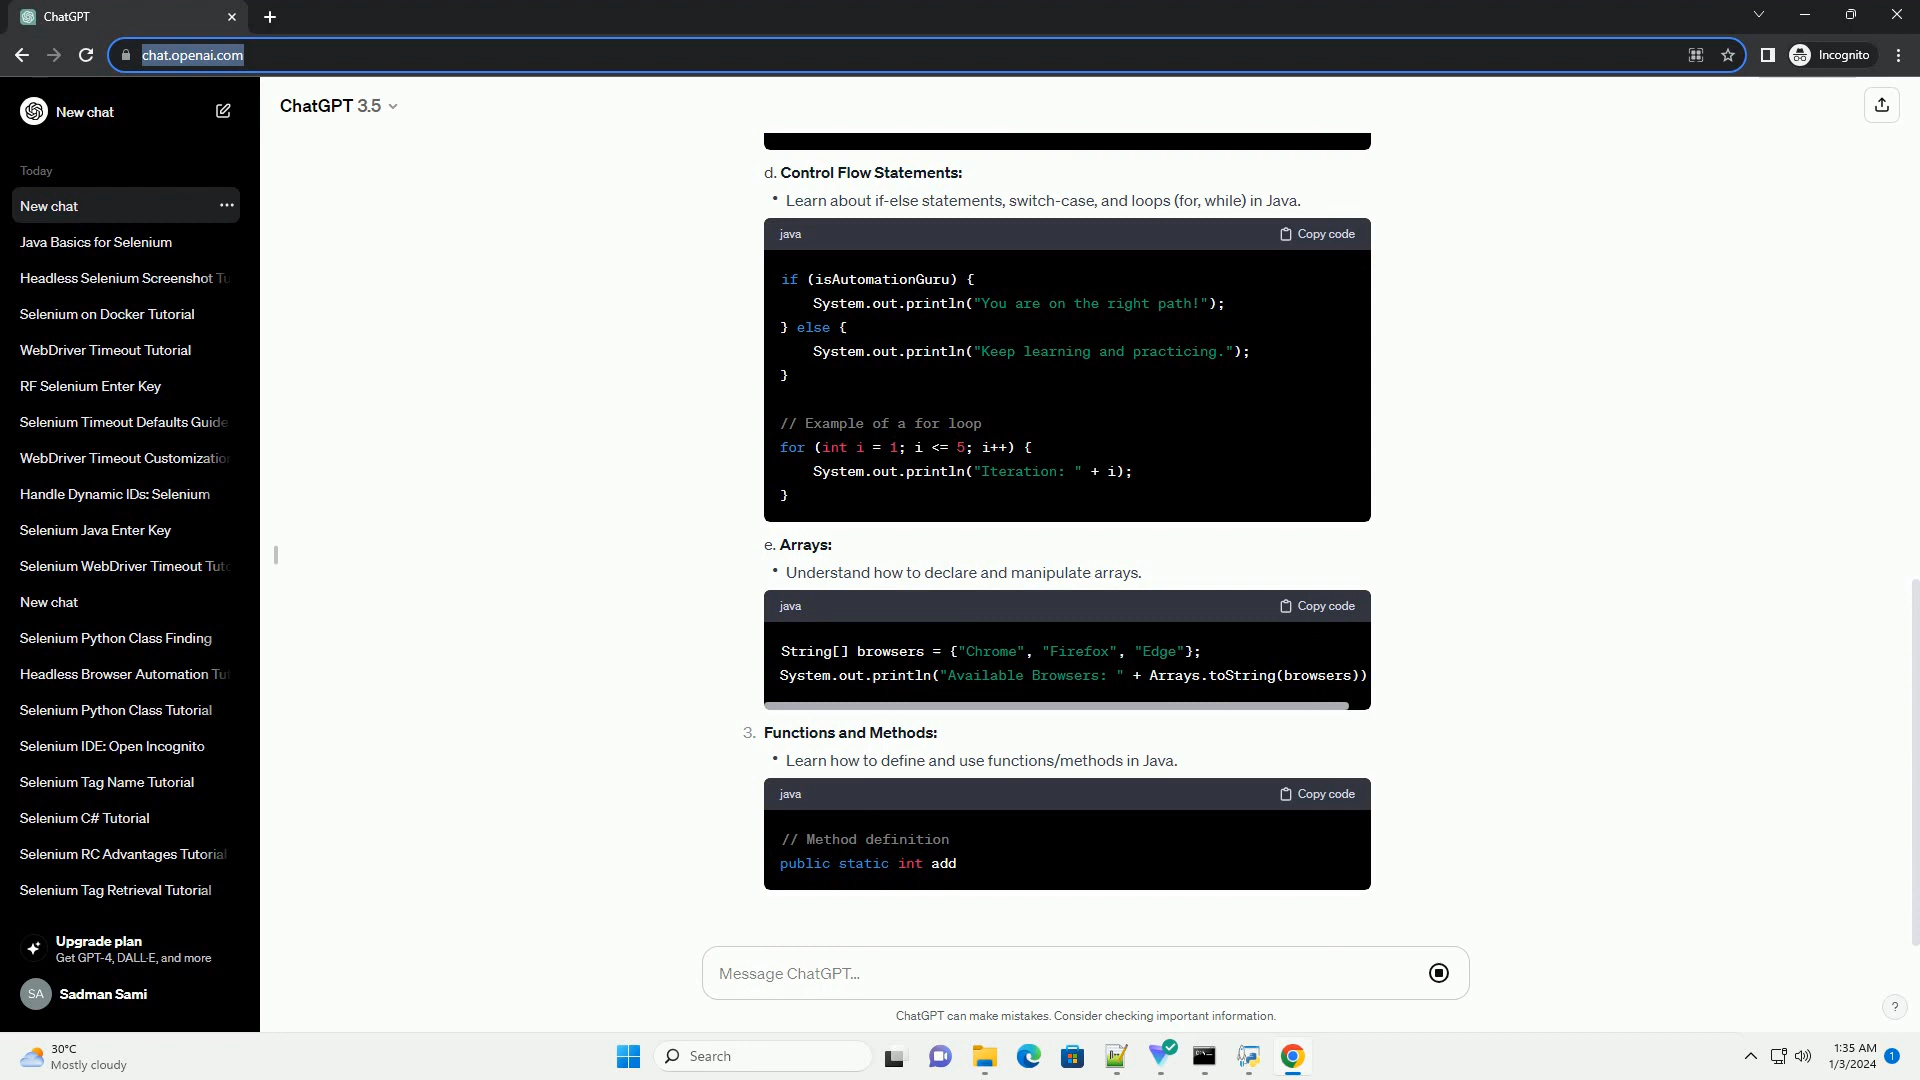 ChatGPT
chat.openai.com
Incognito
New chat
Today
New chat
Java Basics for Selenium
Headless Selenium Screenshot Tu
Selenium on Docker Tutorial
WebDriver Timeout Tutorial
RF Selenium Enter Key
Selenium Timeout Defaults Guide
WebDriver Timeout Customization
Handle Dynamic IDs: Selenium
Selenium Java Enter Key
Selenium WebDriver Timeout Tuto
New chat
Selenium Python Class Finding
Headless Browser Automation Tut
Selenium Python Class Tutorial
Selenium IDE: Open Incognito
Selenium Tag Name Tutorial
Selenium C# Tutorial
Selenium RC Advantages Tutorial
Selenium Tag Retrieval Tutorial
Upgrade plan
Get GPT-4, DALL·E, and more
SA Sadman Sami
ChatGPT 3.5
d. Control Flow Statements:
• Learn about if-else statements, switch-case, and loops (for, while) in Java.
java Copy code
if (isAutomationGuru) {
    System.out.println("You are on the right path!");
} else {
    System.out.println("Keep learning and practicing.");
}
// Example of a for loop
for (int i = 1; i <= 5; i++) {
    System.out.println("Iteration: " + i);
}
e. Arrays:
• Understand how to declare and manipulate arrays.
java Copy code
String[] browsers = {"Chrome", "Firefox", "Edge"};
System.out.println("Available Browsers: " + Arrays.toString(browsers))
3. Functions and Methods:
• Learn how to define and use functions/methods in Java.
java Copy code
// Method definition
public static int add
Message ChatGPT...
ChatGPT can make mistakes. Consider checking important information.
?
30°C
Mostly cloudy
Search
1:35 AM
1/3/2024
1